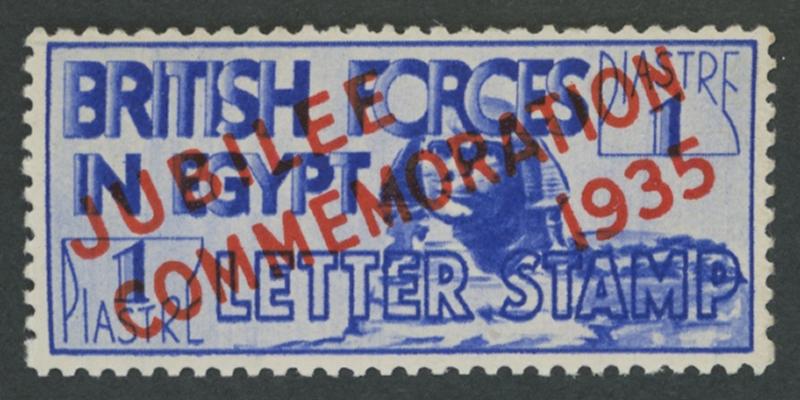 BRITISH FORCES
IN EGYPT
PIASTRE
1
1
PIASTRE
LETTER STAMP
JUBILEE
COMMEMORATION
1935